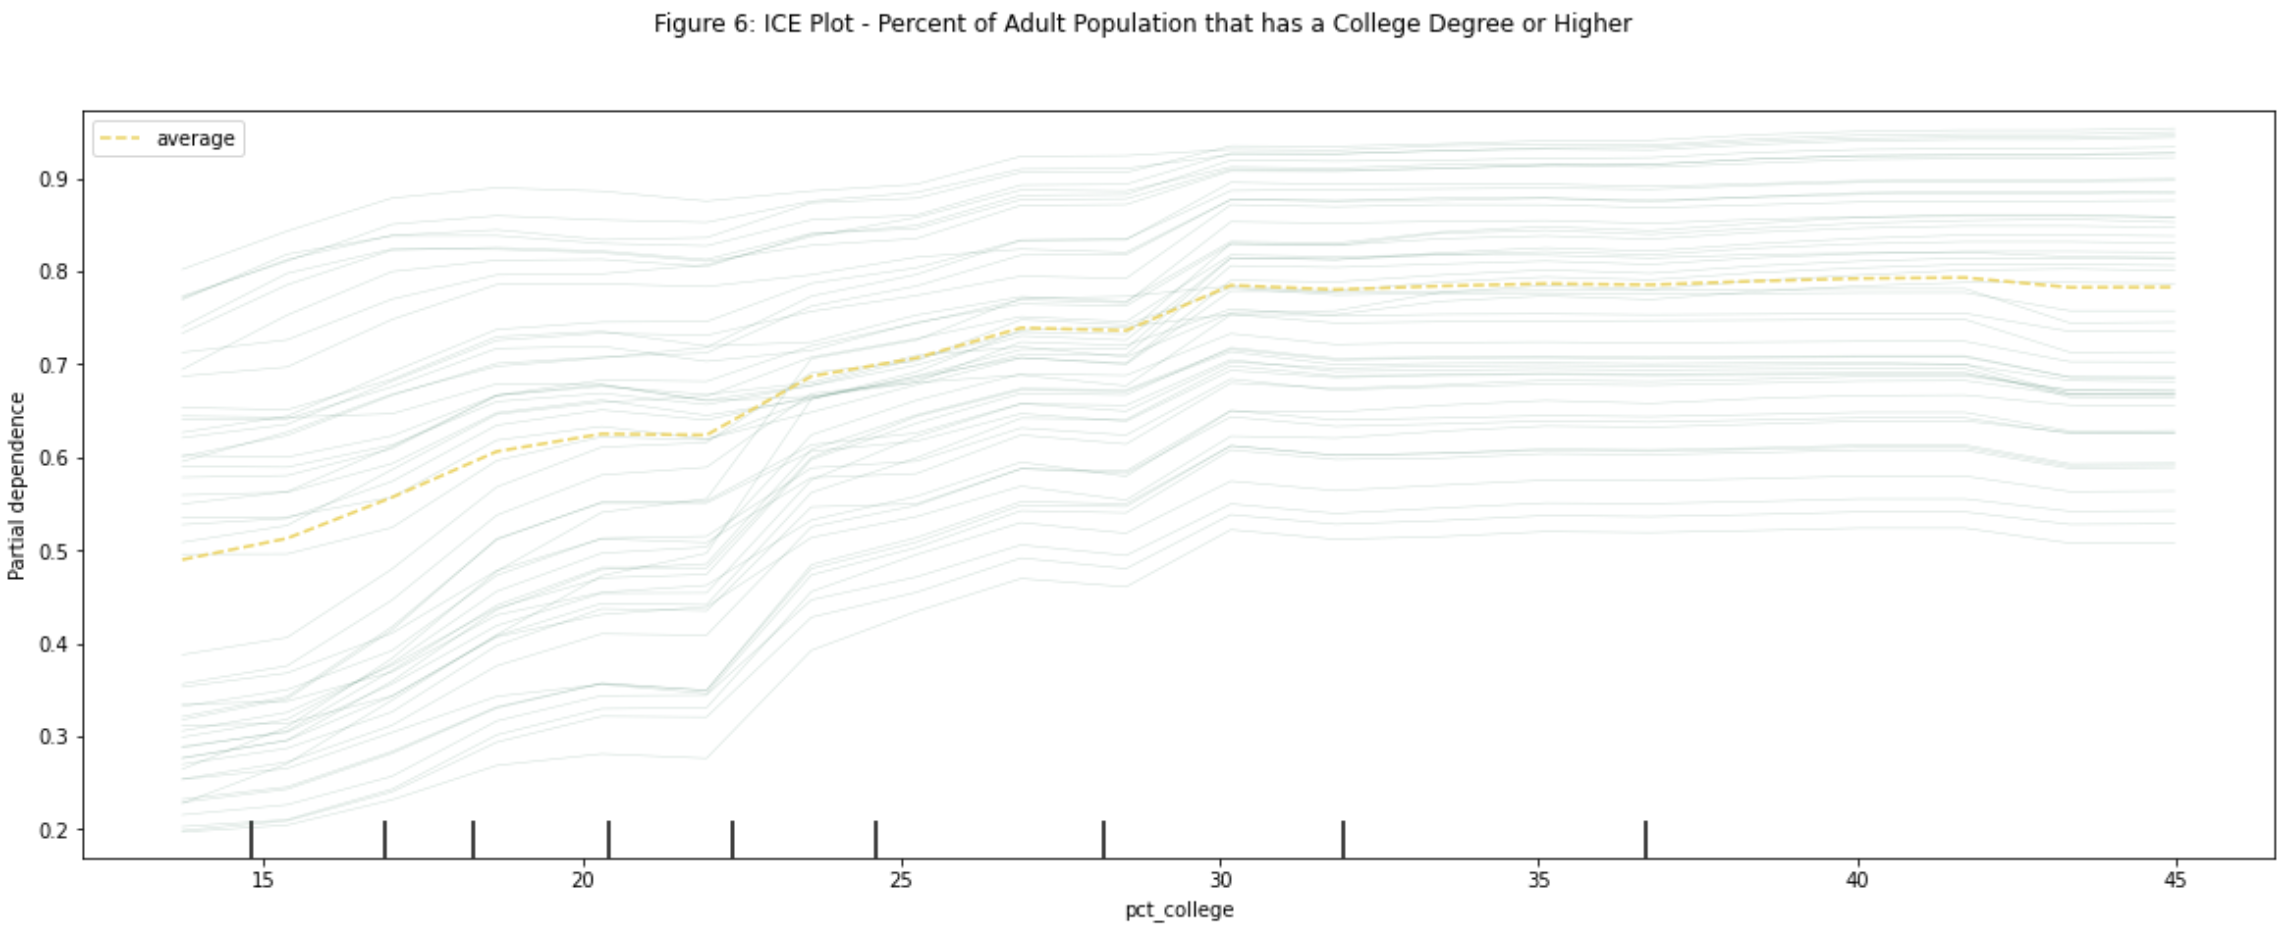 Figure 6: ICE Plot - Percent of Adult Population that has a College Degree or Higher
average
0.9
0.8
0.7
0.6
0.5
0.4
0.3
0.2
Partial dependence
15 20 25 30 35 40 45
pct_college